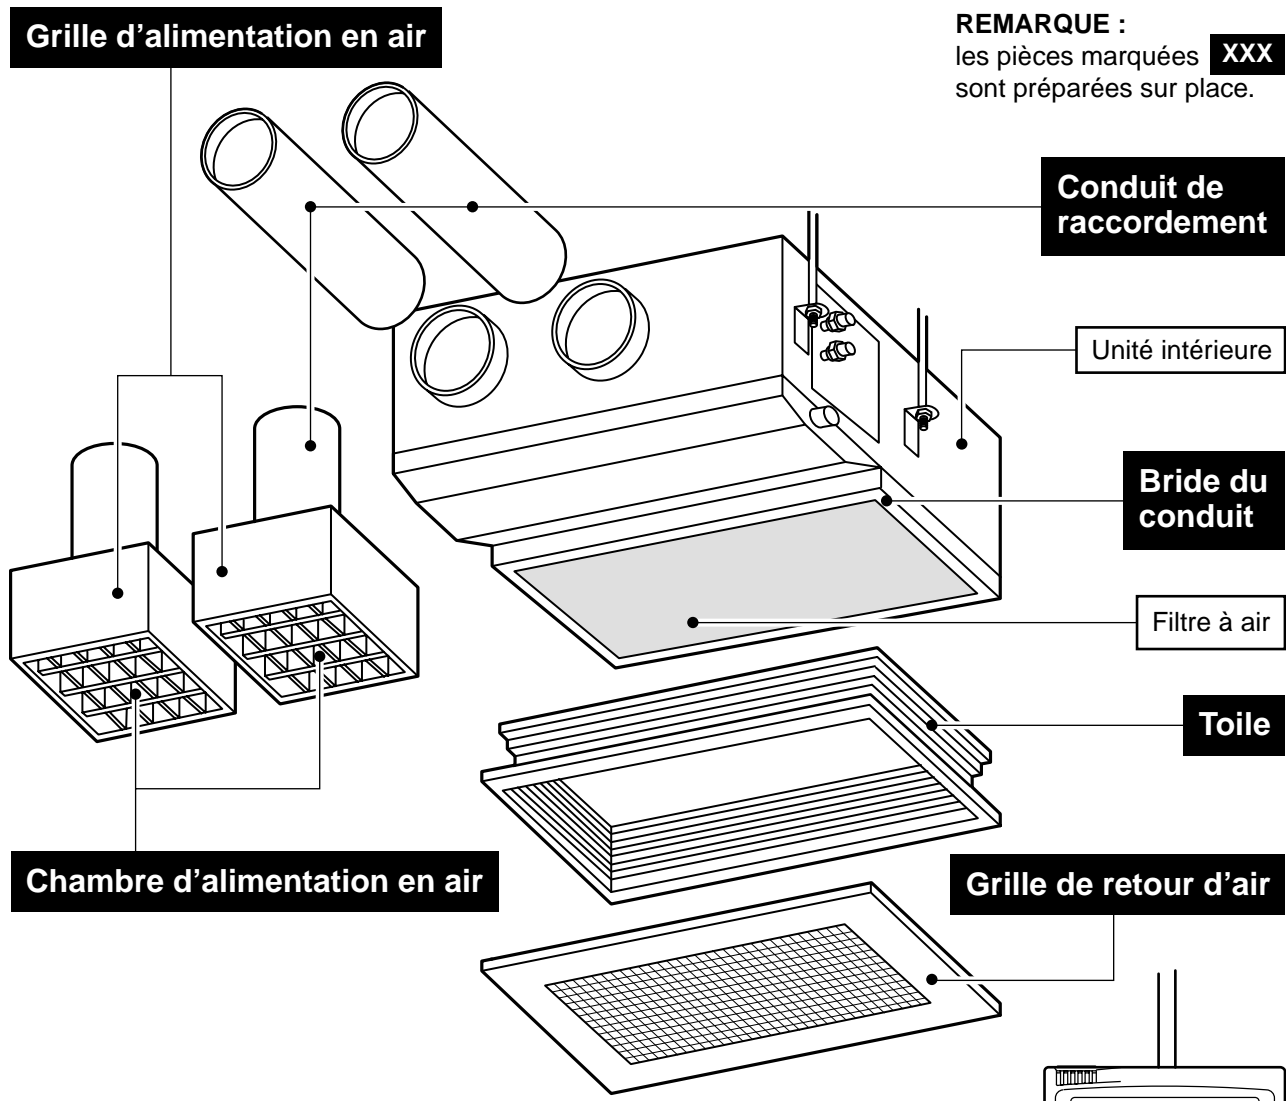 Grille d’alimentation en air
REMARQUE :
les pièces marquées XXX
sont préparées sur place.
Conduit de
raccordement
Unité intérieure
Bride du
conduit
Filtre à air
Toile
Chambre d’alimentation en air
Grille de retour d’air